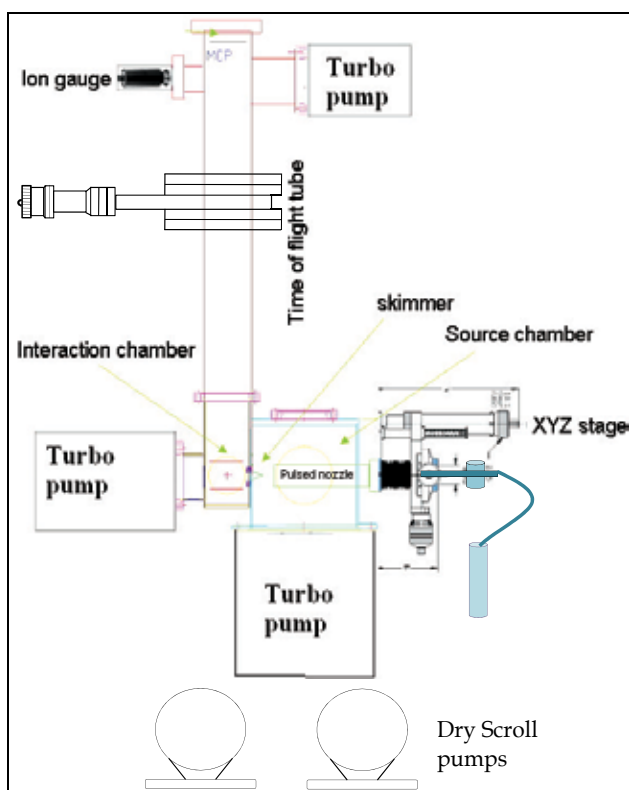 MCP
Ion gauge
Turbo
pump
Time of flight tube
skimmer
Source chamber
Interaction chamber
XYZ stage
Turbo
pump
Pulsed nozzle
Turbo
pump
Dry Scroll
pumps